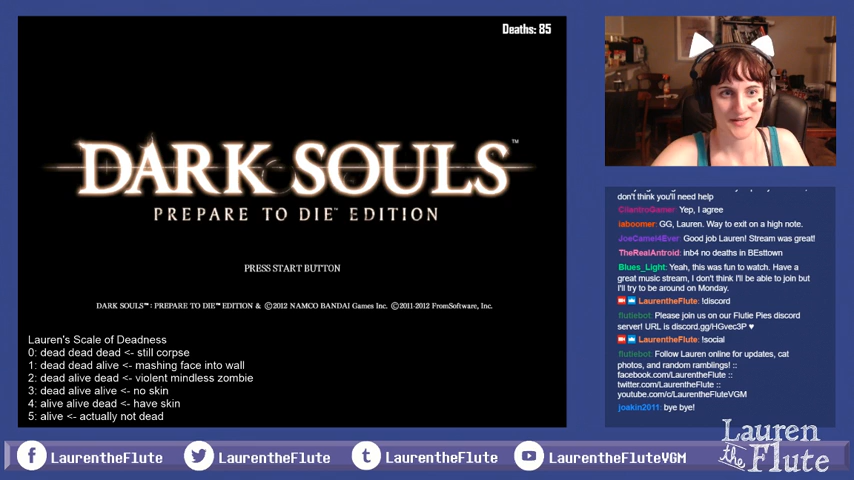 Deaths: 85
DARK SOULS™
PREPARE TO DIE™ EDITION
PRESS START BUTTON
DARK SOULS™ : PREPARE TO DIE™ EDITION & ©2012 NAMCO BANDAI Games Inc. ©2011-2012 FromSoftware, Inc.
Lauren's Scale of Deadness
0: dead dead dead <- still corpse
1: dead dead alive <- mashing face into wall
2: dead alive dead <- violent mindless zombie
3: dead alive alive <- no skin
4: alive alive dead <- have skin
5: alive <- actually not dead
don't think you'll need help
CilantroGamer: Yep, I agree
iaboomer: GG, Lauren. Way to exit on a high note.
JoeCamel4Ever: Good job Lauren! Stream was great!
TheRealAntroid: inb4 no deaths in BEsttown
Blues_Light: Yeah, this was fun to watch. Have a
great music stream, I don't think I'll be able to join but
I'll try to be around on Monday.
LaurentheFlute: !discord
flutiebot: Please join us on our Flutie Pies discord
server! URL is discord.gg/HGvec3P ♥
LaurentheFlute: !social
flutiebot: Follow Lauren online for updates, cat
photos, and random ramblings! ::
facebook.com/LaurentheFlute ::
twitter.com/LaurentheFlute ::
youtube.com/c/LaurentheFluteVGM
joakin2011: bye bye!
f LaurentheFlute
LaurentheFlute
t LaurentheFlute
LaurentheFluteVGM
Lauren
the Flute